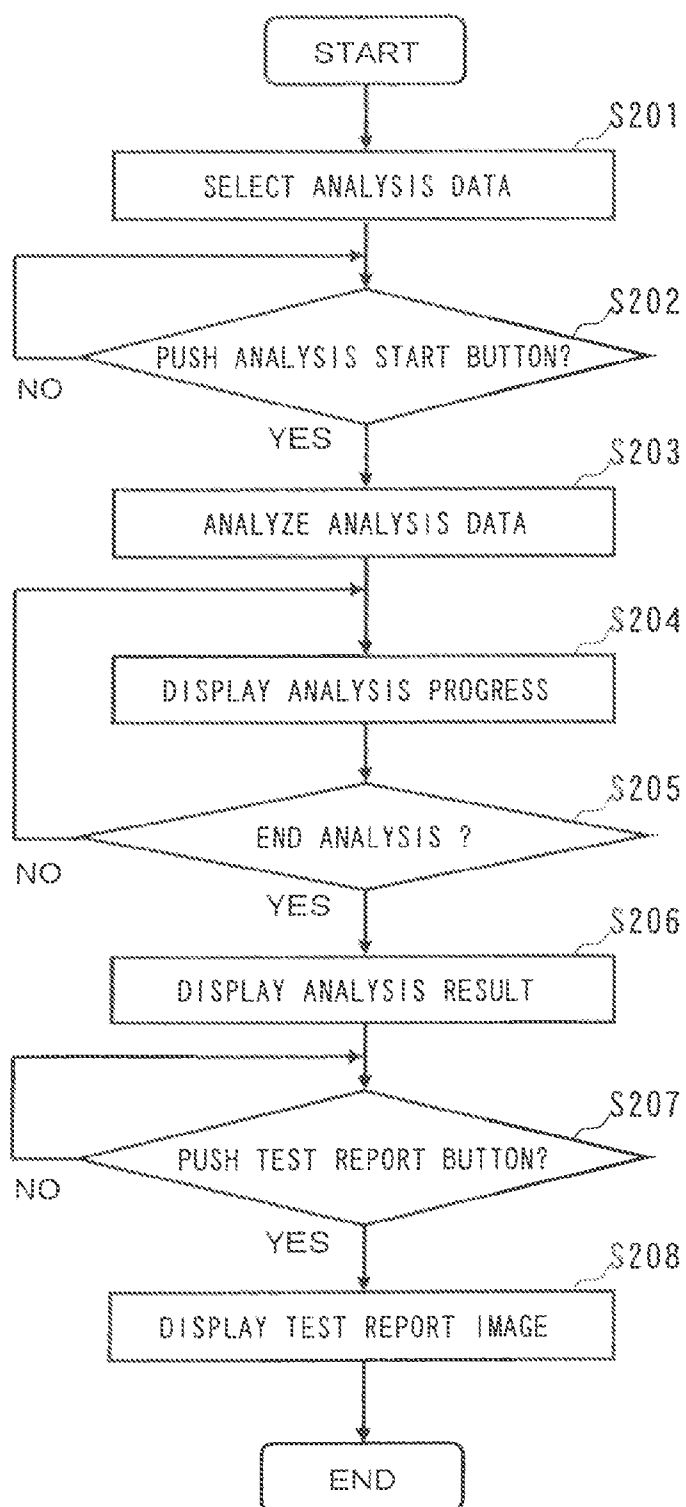 START
S201
SELECT ANALYSIS DATA
S202
PUSH ANALYSIS START BUTTON?
NO
YES
S203
ANALYZE ANALYSIS DATA
S204
DISPLAY ANALYSIS PROGRESS
S205
END ANALYSIS ?
NO
YES
S206
DISPLAY ANALYSIS RESULT
S207
PUSH TEST REPORT BUTTON?
NO
YES
S208
DISPLAY TEST REPORT IMAGE
END